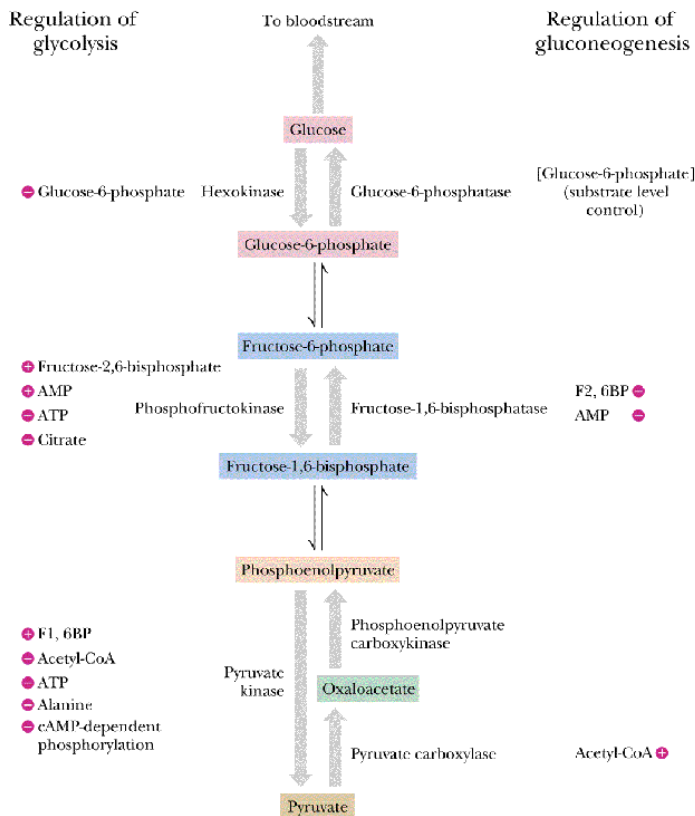 Regulation of
glycolysis
To bloodstream
Regulation of
gluconeogenesis
Glucose
⊖ Glucose-6-phosphate
Hexokinase
Glucose-6-phosphatase
[Glucose-6-phosphate]
(substrate level
control)
Glucose-6-phosphate
Fructose-6-phosphate
⊕ Fructose-2,6-bisphosphate
⊕ AMP
⊖ ATP
⊖ Citrate
Phosphofructokinase
Fructose-1,6-bisphosphatase
F2, 6BP ⊖
AMP ⊖
Fructose-1,6-bisphosphate
Phosphoenolpyruvate
⊕ F1, 6BP
⊖ Acetyl-CoA
⊖ ATP
⊖ Alanine
⊖ cAMP-dependent
phosphorylation
Pyruvate
kinase
Phosphoenolpyruvate
carboxykinase
Oxaloacetate
Pyruvate carboxylase
Acetyl-CoA ⊕
Pyruvate